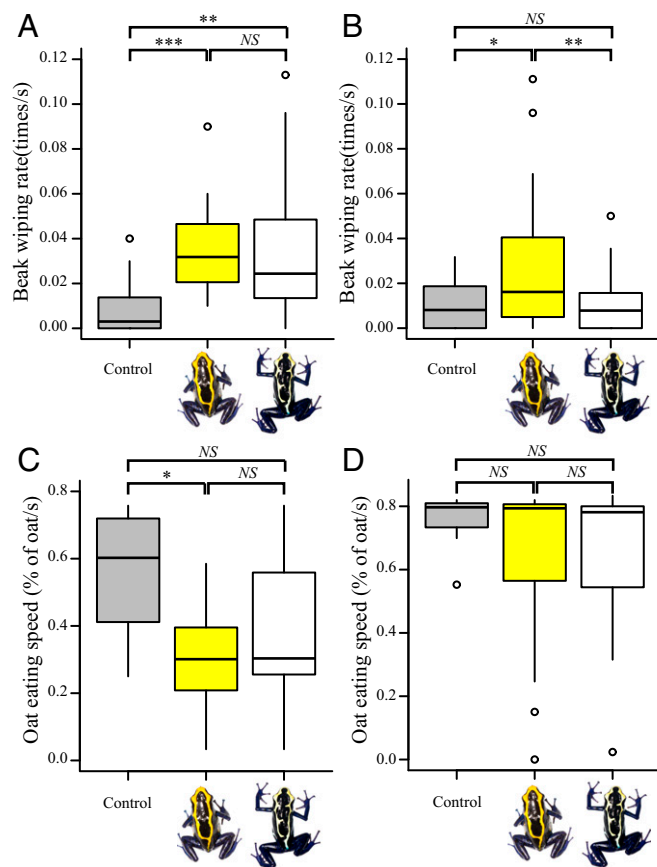 A
**
***
NS
Beak wiping rate(times/s)
0.12
0.10
0.08
0.06
0.04
0.02
0.00
Control
B
NS
*
**
Beak wiping rate(times/s)
0.12
0.10
0.08
0.06
0.04
0.02
0.00
Control
C
NS
*
NS
Oat eating speed (% of oat/s)
0.8
0.6
0.4
0.2
0.0
Control
D
NS
NS
NS
Oat eating speed (% of oat/s)
0.8
0.6
0.4
0.2
0.0
Control